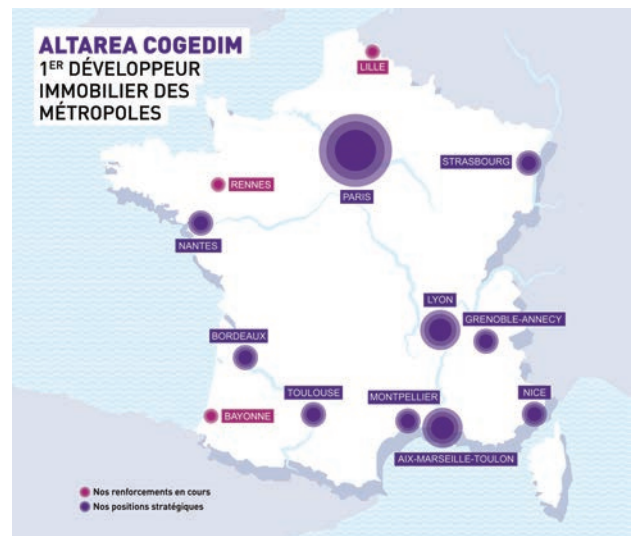 ALTAREA COGEDIM
1ER DÉVELOPPEUR
IMMOBILIER DES
MÉTROPOLES
LILLE
STRASBOURG
RENNES
PARIS
NANTES
LYON
GRENOBLE-ANNECY
BORDEAUX
TOULOUSE
MONTPELLIER
NICE
BAYONNE
AIX-MARSEILLE-TOULON
Nos renforcements en cours
Nos positions stratégiques